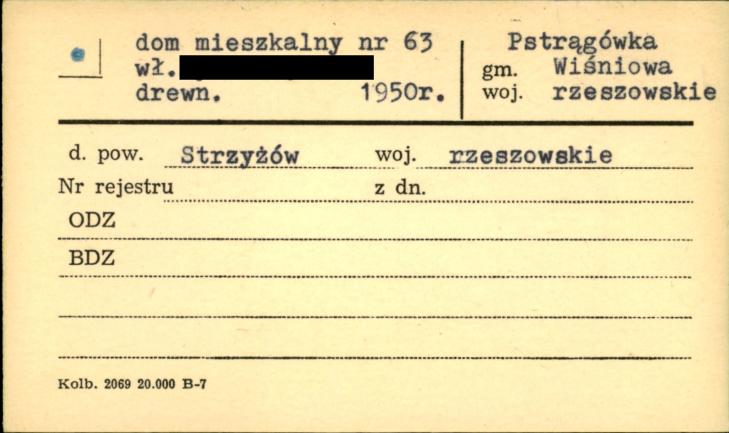 dom mieszkalny nr 63
wł.
drewn. 1950r.
Pstrągówka
gm. Wiśniowa
woj. rzeszowskie
d. pow. Strzyżów woj. rzeszowskie
Nr rejestru z dn.
ODZ
BDZ
Kolb. 2069 20.000 B-7